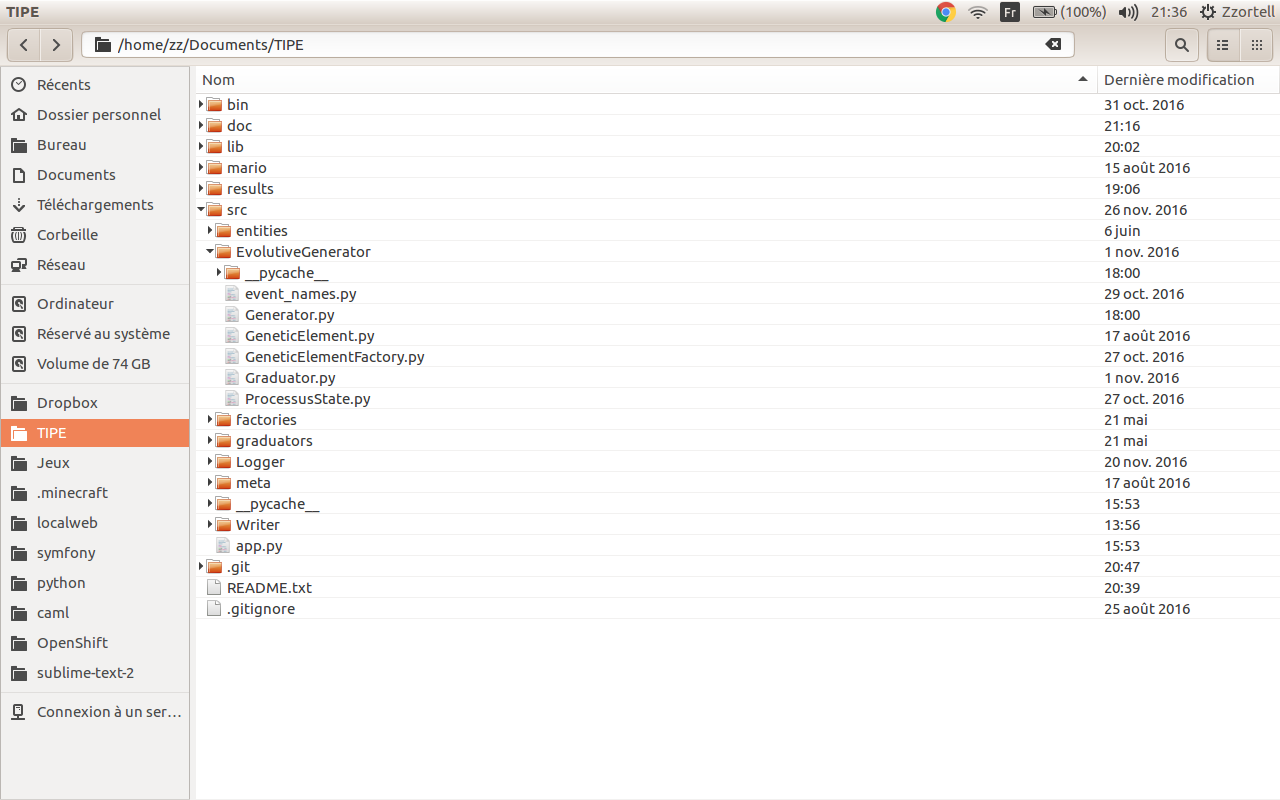 TIPE
Fr (100%) 21:36 Zzortell
/home/zz/Documents/TIPE
Récents
Dossier personnel
Bureau
Documents
Téléchargements
Corbeille
Réseau
Ordinateur
Réservé au système
Volume de 74 GB
Dropbox
TIPE
Jeux
.minecraft
localweb
symfony
python
caml
OpenShift
sublime-text-2
Connexion à un ser…
Nom Dernière modification
bin 31 oct. 2016
doc 21:16
lib 20:02
mario 15 août 2016
results 19:06
src 26 nov. 2016
entities 6 juin
EvolutiveGenerator 1 nov. 2016
__pycache__ 18:00
event_names.py 29 oct. 2016
Generator.py 18:00
GeneticElement.py 17 août 2016
GeneticElementFactory.py 27 oct. 2016
Graduator.py 1 nov. 2016
ProcessusState.py 27 oct. 2016
factories 21 mai
graduators 21 mai
Logger 20 nov. 2016
meta 17 août 2016
__pycache__ 15:53
Writer 13:56
app.py 15:53
.git 20:47
README.txt 20:39
.gitignore 25 août 2016